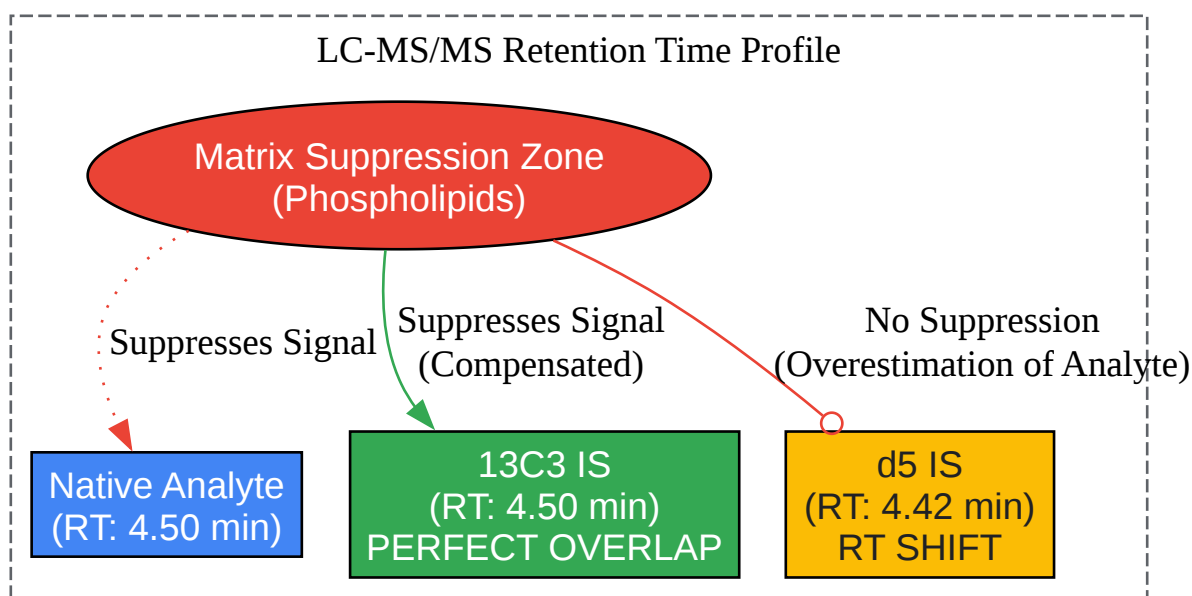 LC-MS/MS Retention Time Profile
Matrix Suppression Zone
(Phospholipids)
Suppresses Signal
Suppresses Signal
(Compensated)
No Suppression
(Overestimation of Analyte)
Native Analyte
(RT: 4.50 min)
13C3 IS
(RT: 4.50 min)
PERFECT OVERLAP
d5 IS
(RT: 4.42 min)
RT SHIFT